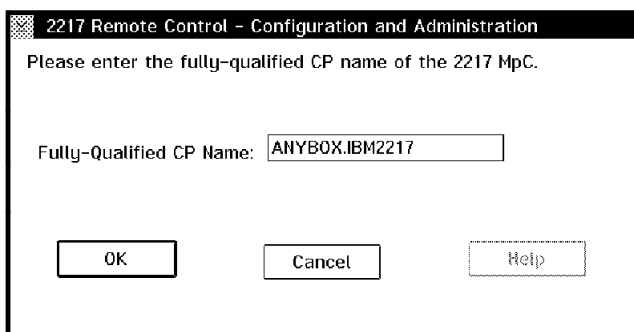 2217 Remote Control - Configuration and Administration
Please enter the fully-qualified CP name of the 2217 MpC.
Fully-Qualified CP Name: ANYBOX.IBM2217
OK Cancel Help